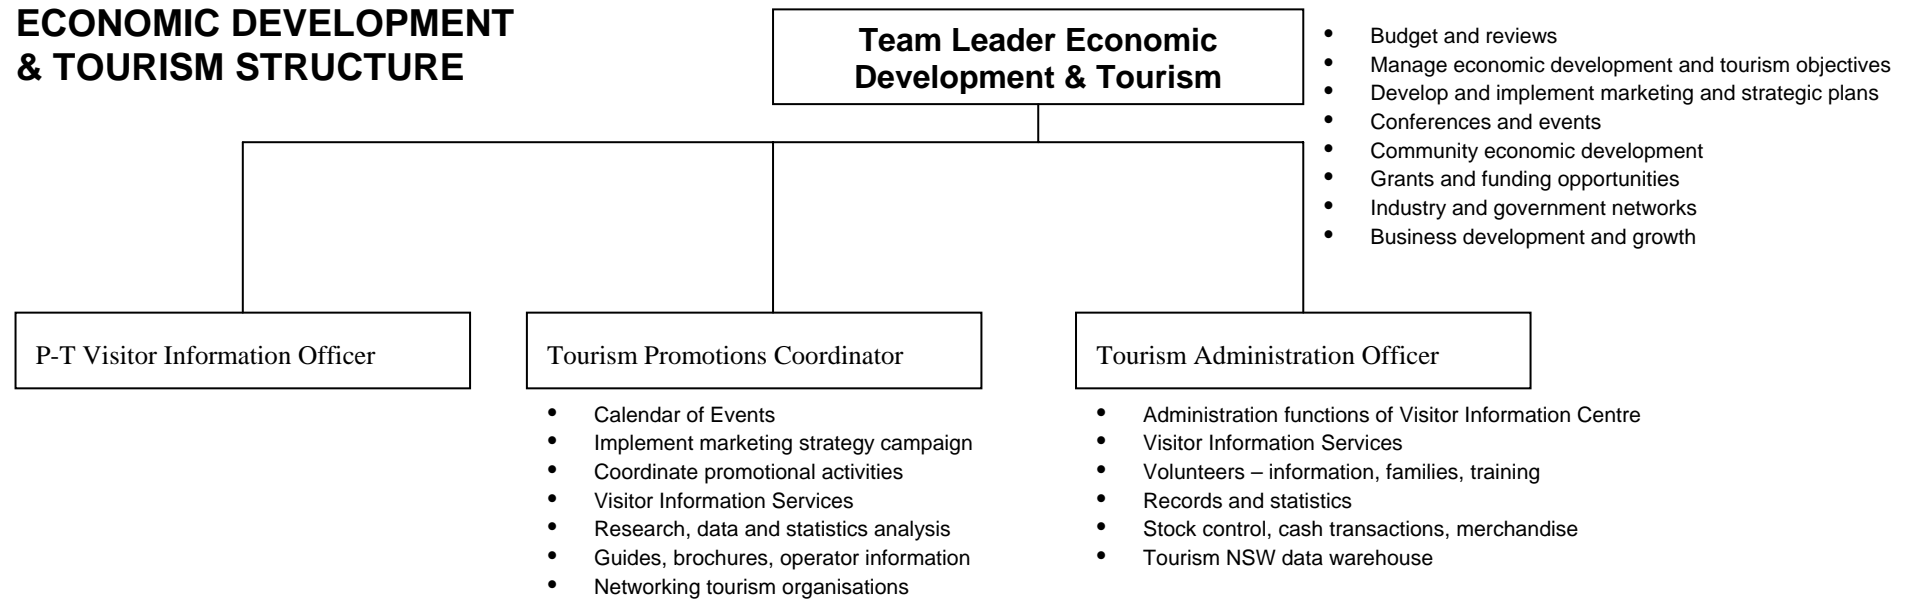 ECONOMIC DEVELOPMENT
& TOURISM STRUCTURE
Team Leader Economic
Development & Tourism
• Budget and reviews
• Manage economic development and tourism objectives
• Develop and implement marketing and strategic plans
• Conferences and events
• Community economic development
• Grants and funding opportunities
• Industry and government networks
• Business development and growth
P-T Visitor Information Officer
Tourism Promotions Coordinator
• Calendar of Events
• Implement marketing strategy campaign
• Coordinate promotional activities
• Visitor Information Services
• Research, data and statistics analysis
• Guides, brochures, operator information
• Networking tourism organisations
Tourism Administration Officer
• Administration functions of Visitor Information Centre
• Visitor Information Services
• Volunteers – information, families, training
• Records and statistics
• Stock control, cash transactions, merchandise
• Tourism NSW data warehouse